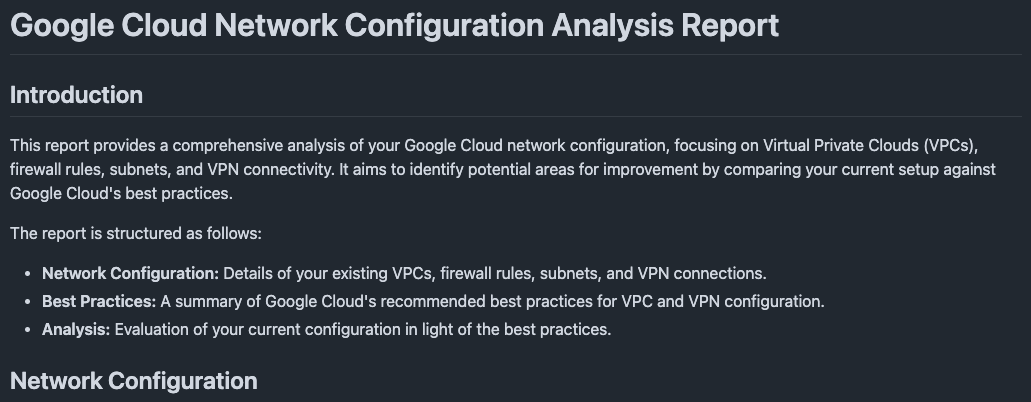 Google Cloud Network Configuration Analysis Report
Introduction
This report provides a comprehensive analysis of your Google Cloud network configuration, focusing on Virtual Private Clouds (VPCs),
firewall rules, subnets, and VPN connectivity. It aims to identify potential areas for improvement by comparing your current setup against
Google Cloud's best practices.
The report is structured as follows:
• Network Configuration: Details of your existing VPCs, firewall rules, subnets, and VPN connections.
• Best Practices: A summary of Google Cloud's recommended best practices for VPC and VPN configuration.
• Analysis: Evaluation of your current configuration in light of the best practices.
Network Configuration